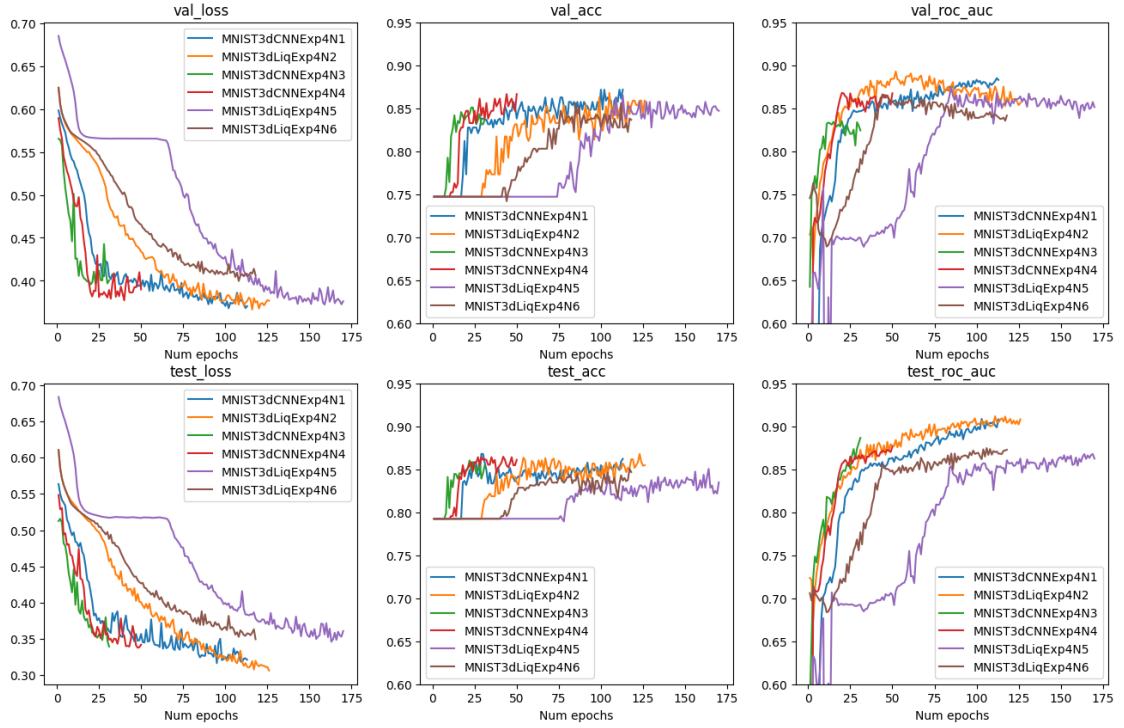 val_loss
0.70
0.65
0.60
0.55
0.50
0.45
0.40
MNIST3dCNNExp4N1
MNIST3dLiqExp4N2
MNIST3dCNNExp4N3
MNIST3dCNNExp4N4
MNIST3dLiqExp4N5
MNIST3dLiqExp4N6
0 25 50 75 100 125 150 175
Num epochs
val_acc
0.95
0.90
0.85
0.80
0.75
0.70
0.65
0.60
MNIST3dCNNExp4N1
MNIST3dLiqExp4N2
MNIST3dCNNExp4N3
MNIST3dCNNExp4N4
MNIST3dLiqExp4N5
MNIST3dLiqExp4N6
0 25 50 75 100 125 150 175
Num epochs
val_roc_auc
0.95
0.90
0.85
0.80
0.75
0.70
0.65
0.60
MNIST3dCNNExp4N1
MNIST3dLiqExp4N2
MNIST3dCNNExp4N3
MNIST3dCNNExp4N4
MNIST3dLiqExp4N5
MNIST3dLiqExp4N6
0 25 50 75 100 125 150 175
Num epochs
test_loss
0.70
0.65
0.60
0.55
0.50
0.45
0.40
0.35
0.30
MNIST3dCNNExp4N1
MNIST3dLiqExp4N2
MNIST3dCNNExp4N3
MNIST3dCNNExp4N4
MNIST3dLiqExp4N5
MNIST3dLiqExp4N6
0 25 50 75 100 125 150 175
Num epochs
test_acc
0.95
0.90
0.85
0.80
0.75
0.70
0.65
0.60
MNIST3dCNNExp4N1
MNIST3dLiqExp4N2
MNIST3dCNNExp4N3
MNIST3dCNNExp4N4
MNIST3dLiqExp4N5
MNIST3dLiqExp4N6
0 25 50 75 100 125 150 175
Num epochs
test_roc_auc
0.95
0.90
0.85
0.80
0.75
0.70
0.65
0.60
MNIST3dCNNExp4N1
MNIST3dLiqExp4N2
MNIST3dCNNExp4N3
MNIST3dCNNExp4N4
MNIST3dLiqExp4N5
MNIST3dLiqExp4N6
0 25 50 75 100 125 150 175
Num epochs